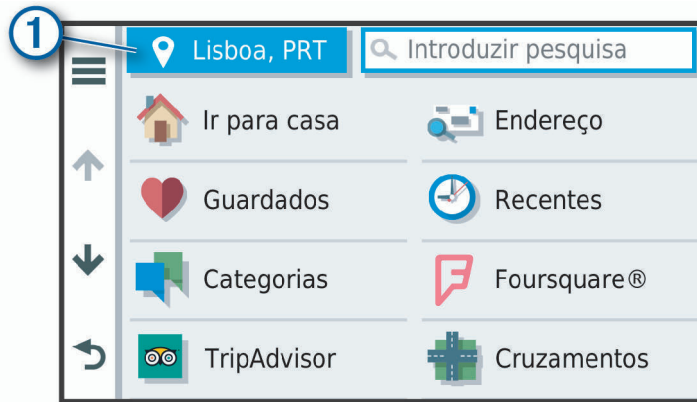 1
Lisboa, PRT
Introduzir pesquisa
Ir para casa
Endereço
Guardados
Recentes
Categorias
Foursquare®
TripAdvisor
Cruzamentos